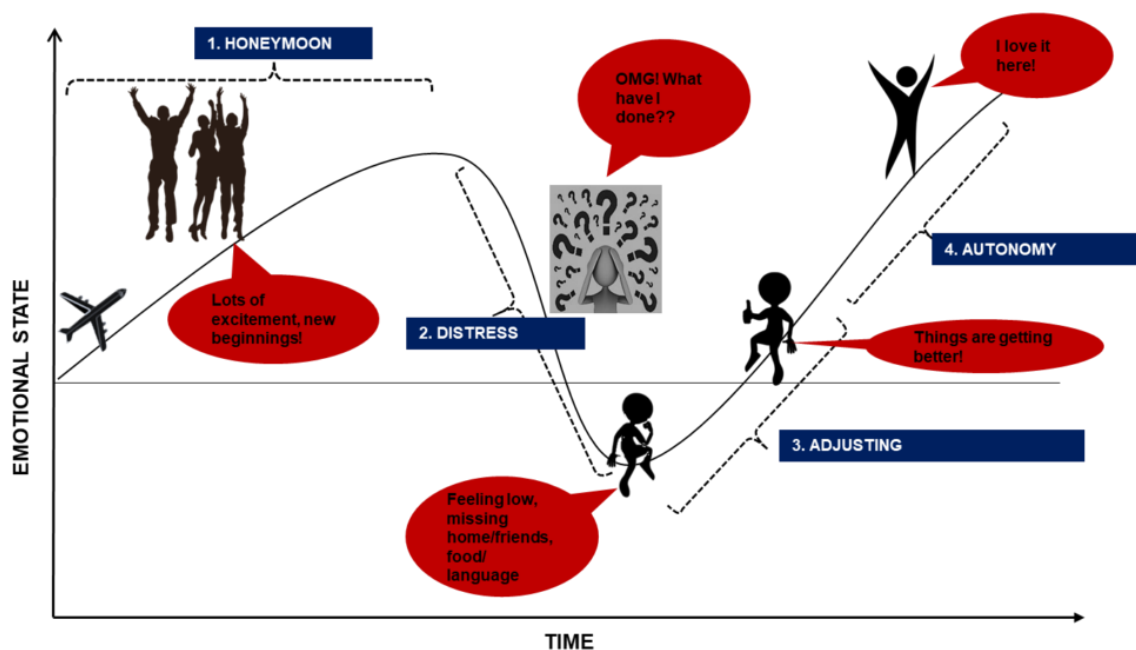 1. HONEYMOON
I love it
here!
OMG! What
have I
done??
4. AUTONOMY
Lots of
excitement, new
beginnings!
2. DISTRESS
Things are getting
better!
3. ADJUSTING
Feeling low,
missing
home/friends,
food/
language
EMOTIONAL STATE
TIME